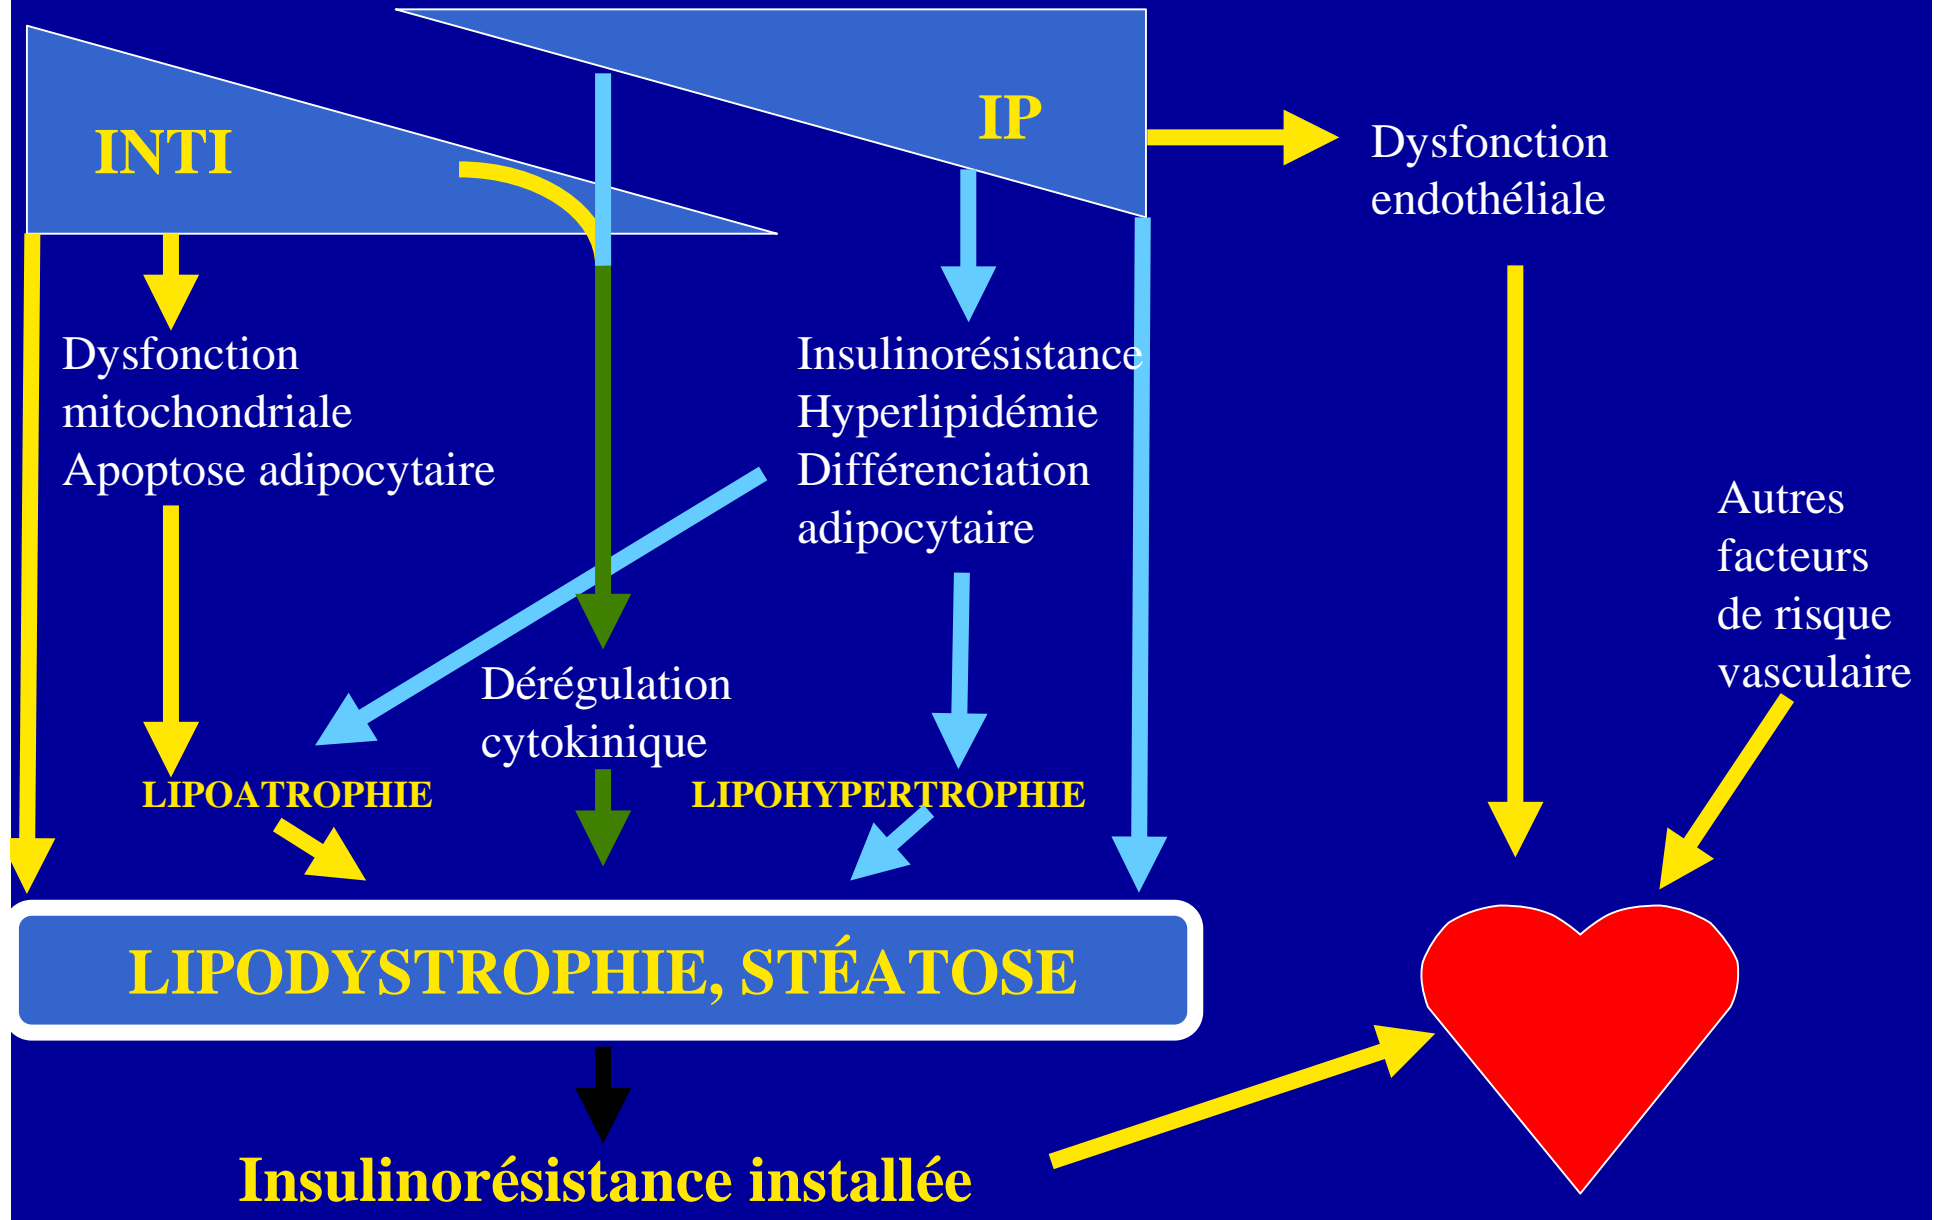 INTI
IP
Dysfonction
endothéliale
Dysfonction
mitochondriale
Apoptose adipocytaire
Insulinorésistance
Hyperlipidémie
Différenciation
adipocytaire
Autres
facteurs
de risque
vasculaire
Dérégulation
cytokinique
LIPOATROPHIE
LIPOHYPERTROPHIE
LIPODYSTROPHIE, STÉATOSE
Insulinorésistance installée